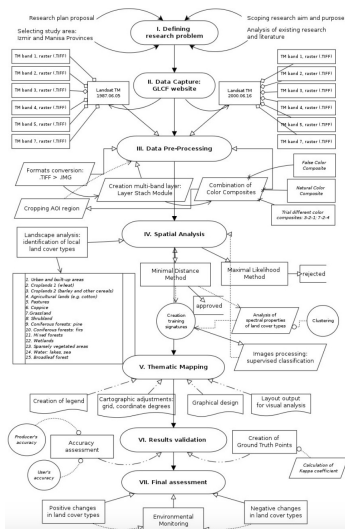 Research plan proposal
Scoping research aim and purpose
I. Defining
research problem
Selecting study area:
Izmir and Manisa Provinces
Analysis of existing research
and literature
TM band 1, raster (.TIFF)
TM band 2, raster (.TIFF)
TM band 3, raster (.TIFF)
TM band 4, raster (.TIFF)
TM band 5, raster (.TIFF)
TM band 7, raster (.TIFF)
Landsat TM
1987.06.05
II. Data Capture:
GLCF website
Landsat TM
2000.06.16
TM band 1, raster (.TIFF)
TM band 2, raster (.TIFF)
TM band 3, raster (.TIFF)
TM band 4, raster (.TIFF)
TM band 5, raster (.TIFF)
TM band 7, raster (.TIFF)
III. Data Pre-Processing
Formats conversion:
.TIFF > .IMG
Creation multi-band layer:
Layer Stach Module
Combination of
Color Composites
False Color
Composite
Natural Color
Composite
Trial different color
composites: 3-2-1, 7-2-4
Cropping AOI region
IV. Spatial Analysis
Landscape analysis:
identification of local
land cover types
Minimal Distance
Method
Maximal Likelihood
Method
rejected
approved
1. Urban and built-up areas
2. Croplands 1 (wheat)
3. Croplands 2 (barley and other cereals)
4. Agricultural lands (e.g. cotton)
5. Pastures
6. Coppice
7. Grassland
8. Shrubland
9. Coniferous forests: pine
10. Coniferous forests: firs
11. Mixed forests
12. Wetlands
13. Sparsely vegetated areas
14. Water: lakes, sea
15. Broadleaf forest
Creation
training
signatures
Analysis
of spectral properties
of land cover types
Clustering
Images processing:
supervised classification
V. Thematic Mapping
Creation of legend
Cartographic adjustments:
grid, coordinate degrees
Graphical design
Layout output
for visual analysis
Producer's
accuracy
Accuracy
assessment
User's
accuracy
VI. Results validation
Creation of
Ground Truth Points
Calculation of
Kappa coefficient
VII. Final assessment
Positive changes
in land cover types
Environmental
Monitoring
Negative changes
in land cover types